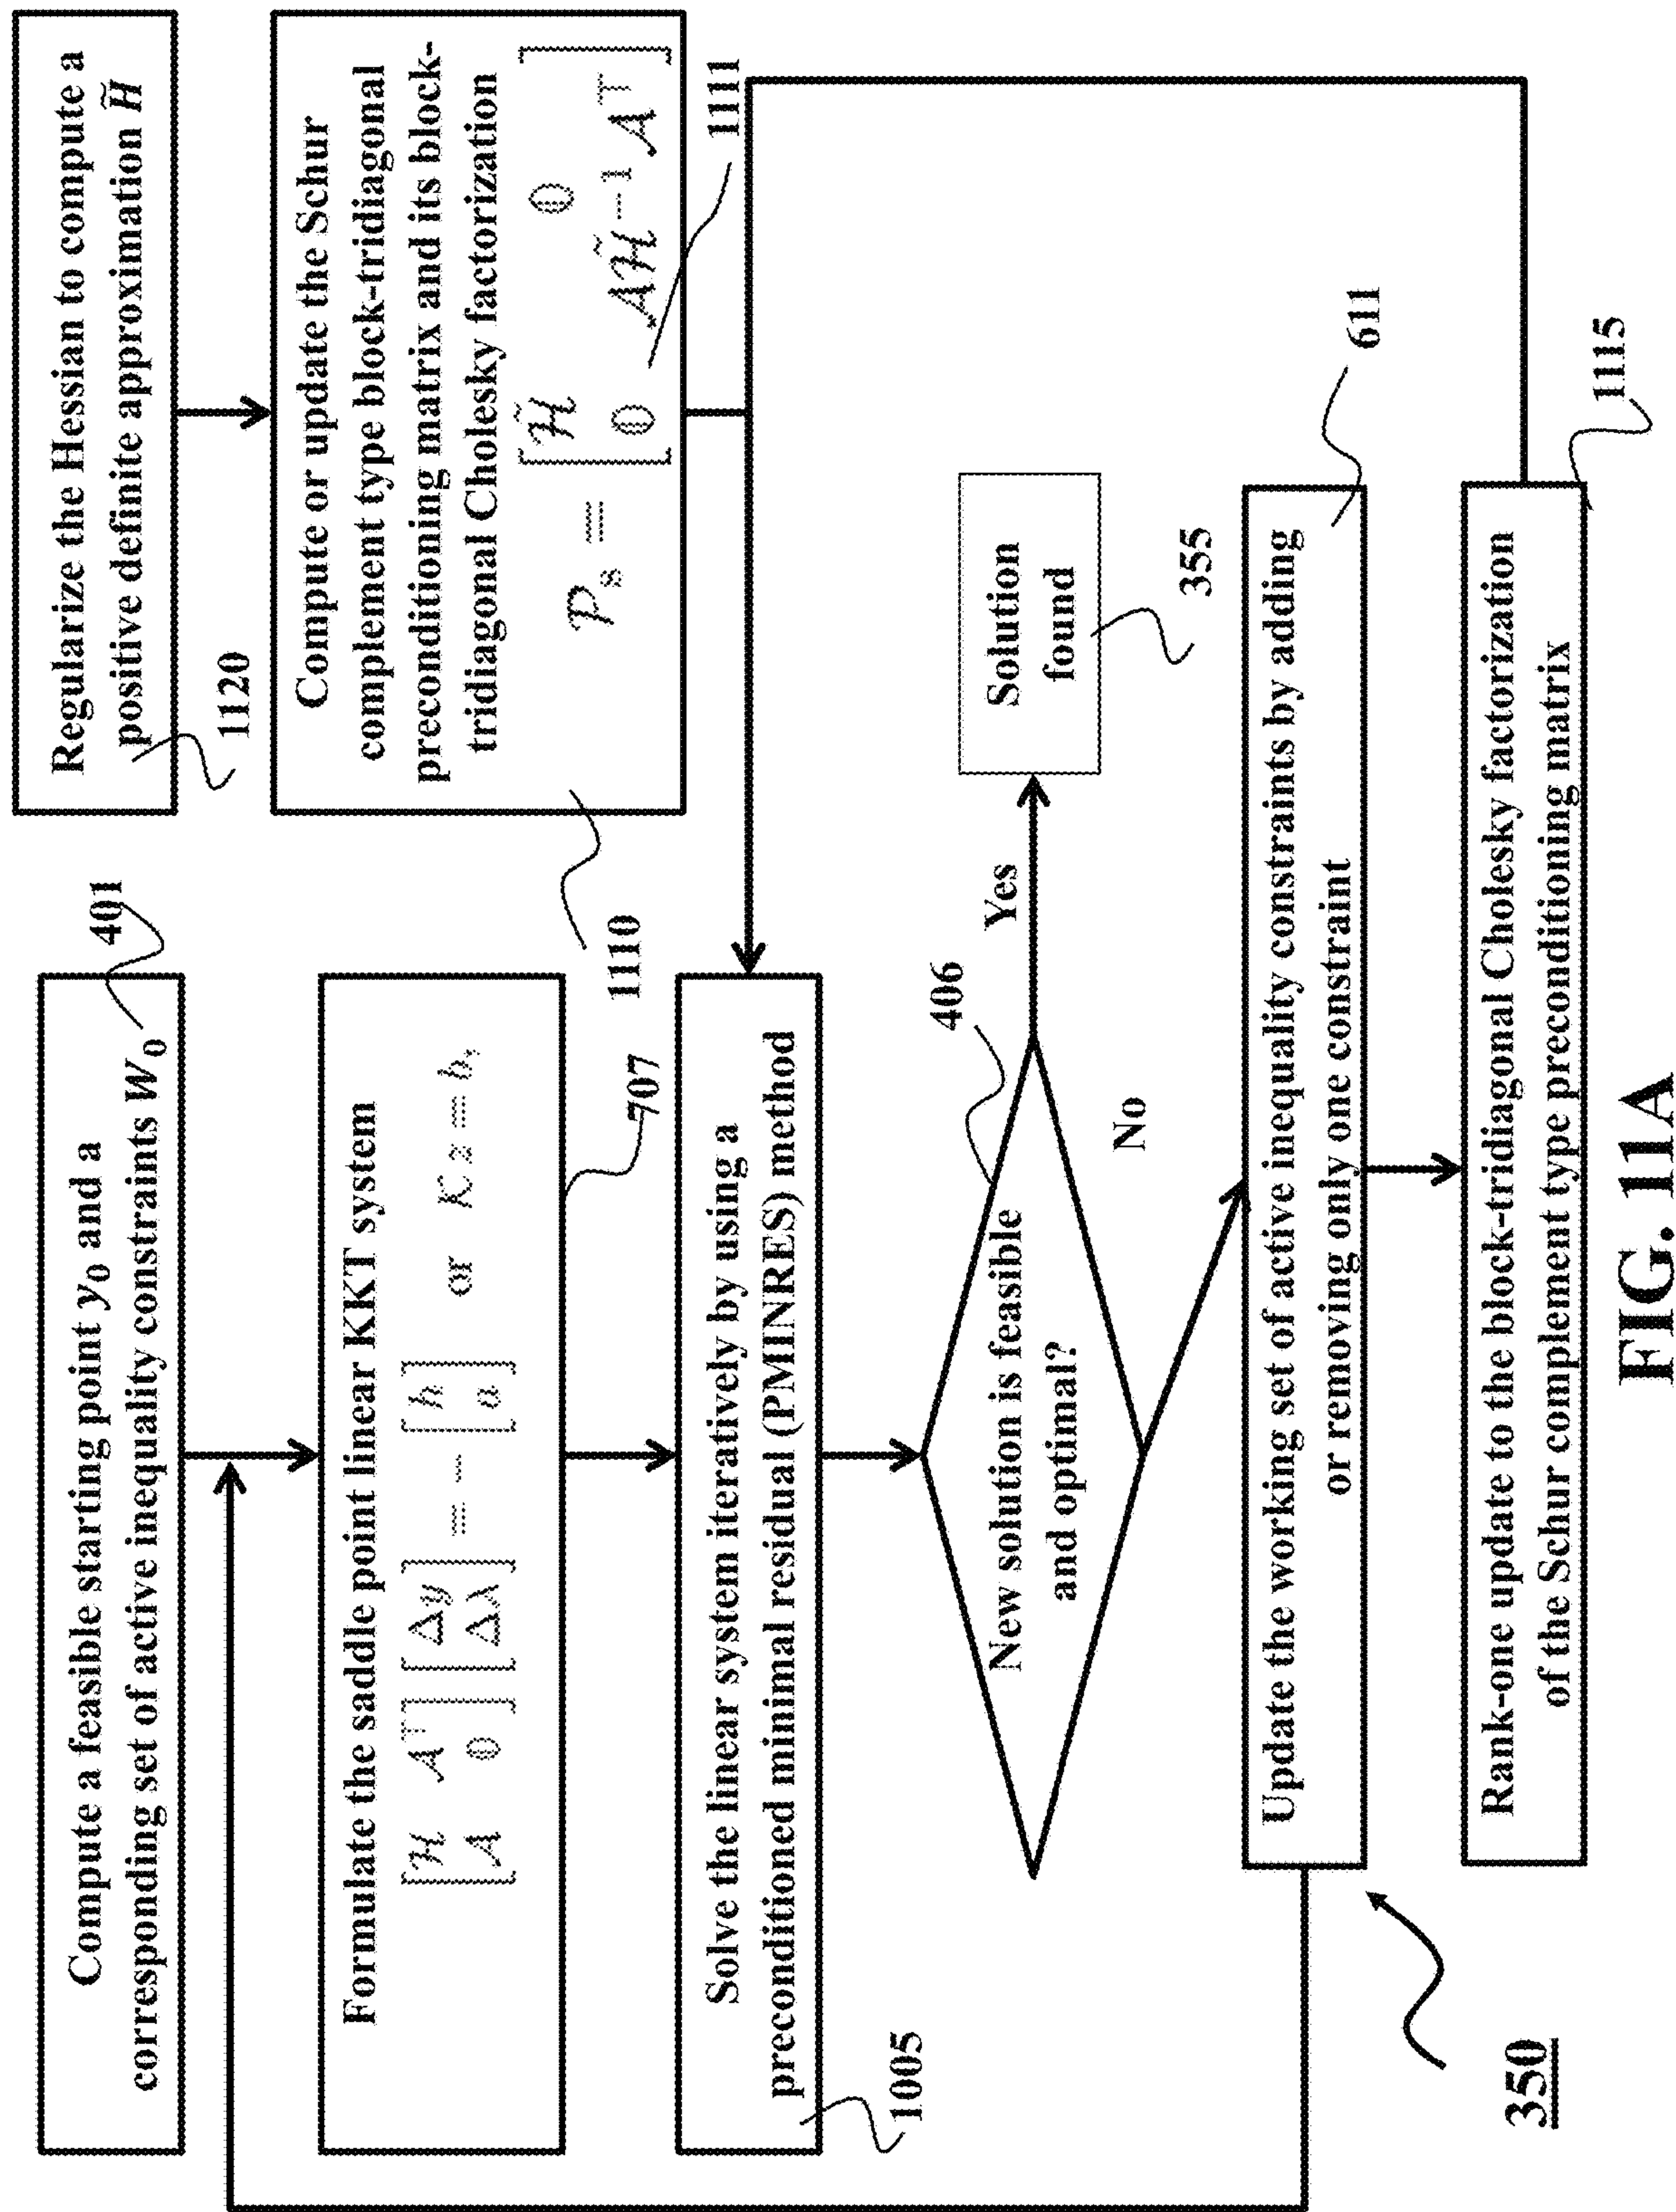 Compute a feasible starting point y₀ and a
corresponding set of active inequality constraints W₀
401
Regularize the Hessian to compute a
positive definite approximation H̃
1120
Formulate the saddle point linear KKT system
[ℋ 𝒜ᵀ] [Δy] = − [h] or 𝒦 z = b,
[𝒜 0] [Δλ] [a]
707
Compute or update the Schur
complement type block-tridiagonal
preconditioning matrix and its block-
tridiagonal Cholesky factorization
𝒫ₛ = [ℋ̃ 0]
[0 𝒜ℋ̃⁻¹𝒜ᵀ]
1110
1111
Solve the linear system iteratively by using a
preconditioned minimal residual (PMINRES) method
1005
New solution is feasible
and optimal?
406
Yes
Solution
found
355
No
Update the working set of active inequality constraints by adding
or removing only one constraint
611
Rank-one update to the block-tridiagonal Cholesky factorization
of the Schur complement type preconditioning matrix
1115
350
FIG. 11A